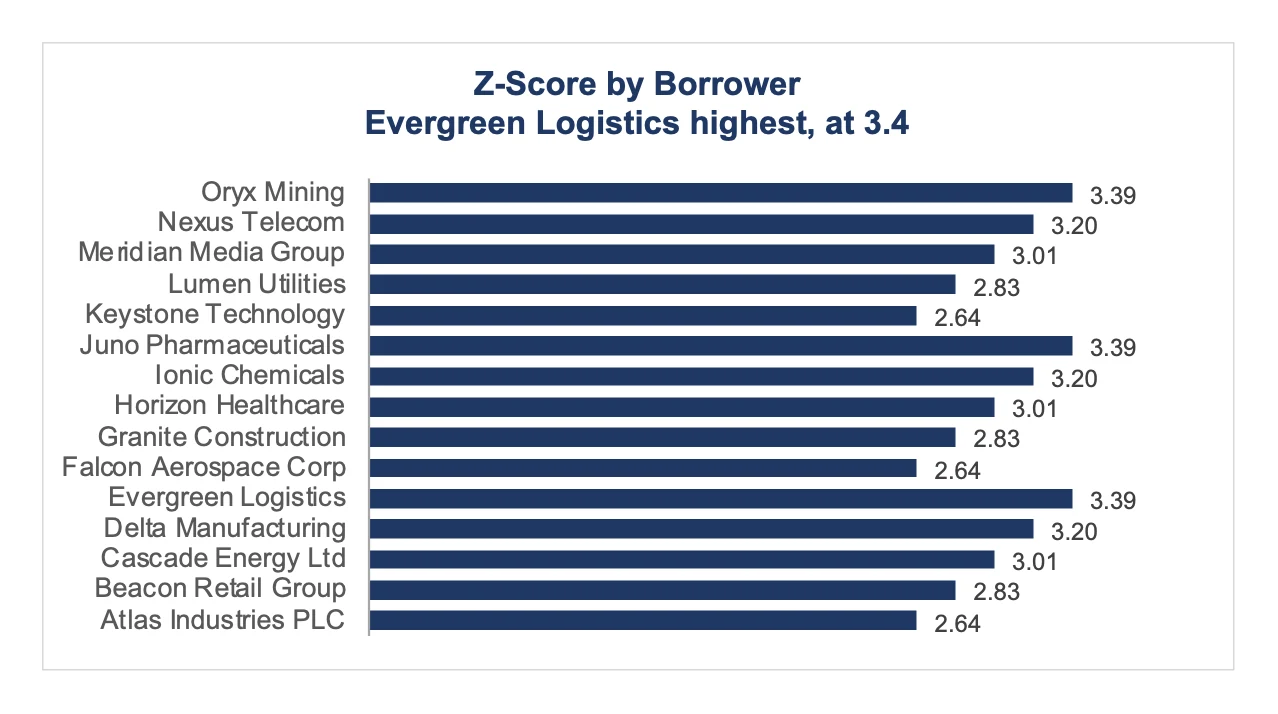 Z-Score by Borrower
Evergreen Logistics highest, at 3.4
Oryx Mining 3.39
Nexus Telecom 3.20
Meridian Media Group 3.01
Lumen Utilities 2.83
Keystone Technology 2.64
Juno Pharmaceuticals 3.39
Ionic Chemicals 3.20
Horizon Healthcare 3.01
Granite Construction 2.83
Falcon Aerospace Corp 2.64
Evergreen Logistics 3.39
Delta Manufacturing 3.20
Cascade Energy Ltd 3.01
Beacon Retail Group 2.83
Atlas Industries PLC 2.64